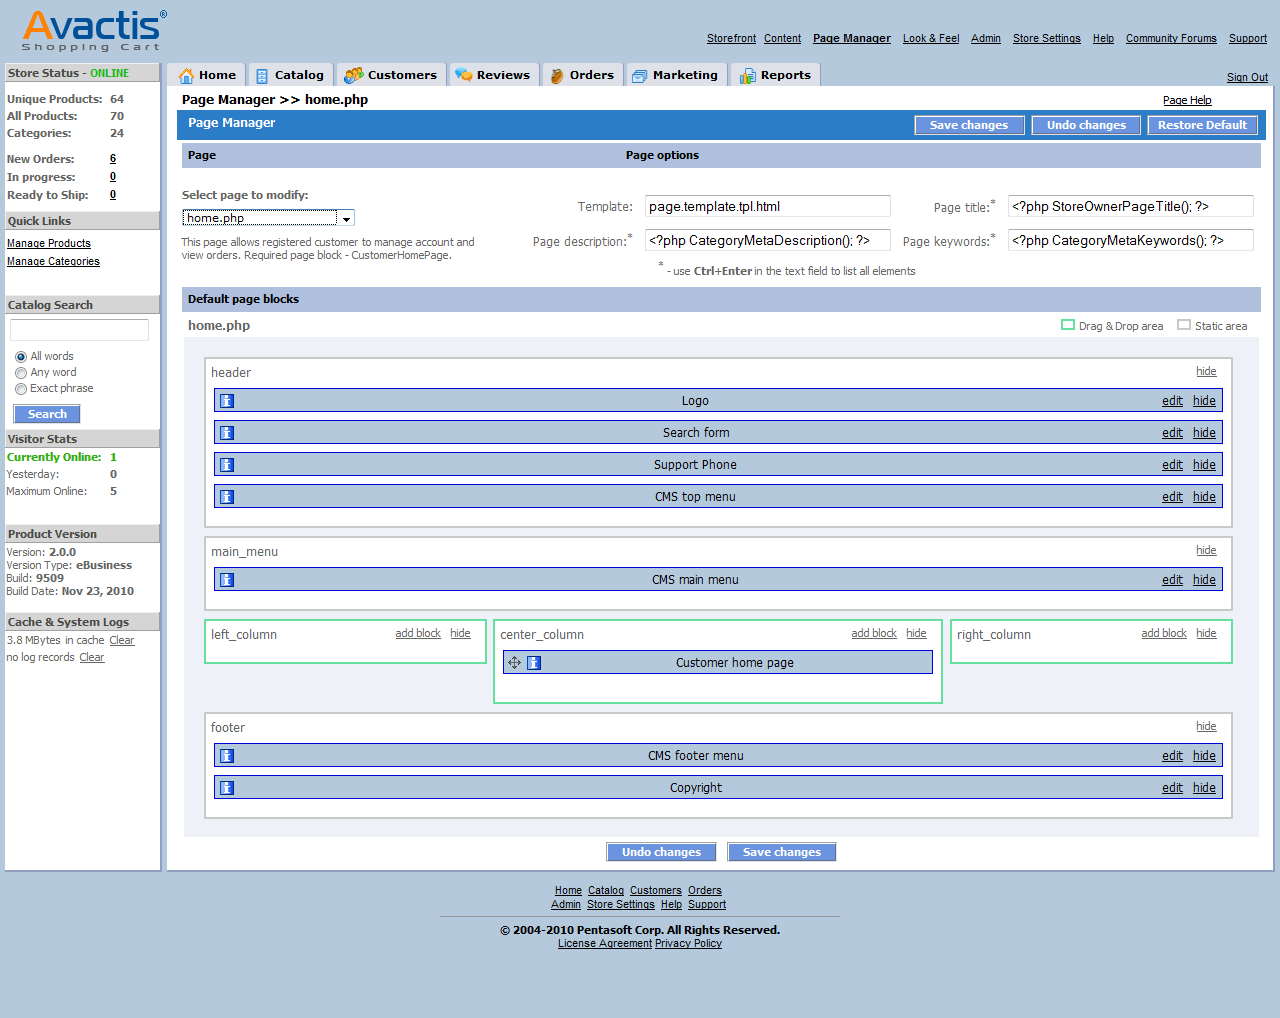 Avactis®
Shopping Cart
Storefront Content Page Manager Look & Feel Admin Store Settings Help Community Forums Support
Sign Out
Home Catalog Customers Reviews Orders Marketing Reports
Store Status - ONLINE
Unique Products: 64
All Products: 70
Categories: 24
New Orders: 6
In progress: 0
Ready to Ship: 0
Quick Links
Manage Products
Manage Categories
Catalog Search
All words
Any word
Exact phrase
Search
Visitor Stats
Currently Online: 1
Yesterday: 0
Maximum Online: 5
Product Version
Version: 2.0.0
Version Type: eBusiness
Build: 9509
Build Date: Nov 23, 2010
Cache & System Logs
3.8 MBytes in cache Clear
no log records Clear
Page Manager >> home.php
Page Help
Page Manager
Save changes Undo changes Restore Default
Page Page options
Select page to modify:
home.php
This page allows registered customer to manage account and
view orders. Required page block - CustomerHomePage.
Template: page.template.tpl.html Page title:* <?php StoreOwnerPageTitle(); ?>
Page description:* <?php CategoryMetaDescription(); ?> Page keywords:* <?php CategoryMetaKeywords(); ?>
* - use Ctrl+Enter in the text field to list all elements
Default page blocks
home.php Drag & Drop area Static area
header hide
Logo edit hide
Search form edit hide
Support Phone edit hide
CMS top menu edit hide
main_menu hide
CMS main menu edit hide
left_column add block hide
center_column add block hide
right_column add block hide
Customer home page
footer hide
CMS footer menu edit hide
Copyright edit hide
Undo changes Save changes
Home Catalog Customers Orders
Admin Store Settings Help Support
© 2004-2010 Pentasoft Corp. All Rights Reserved.
License Agreement Privacy Policy